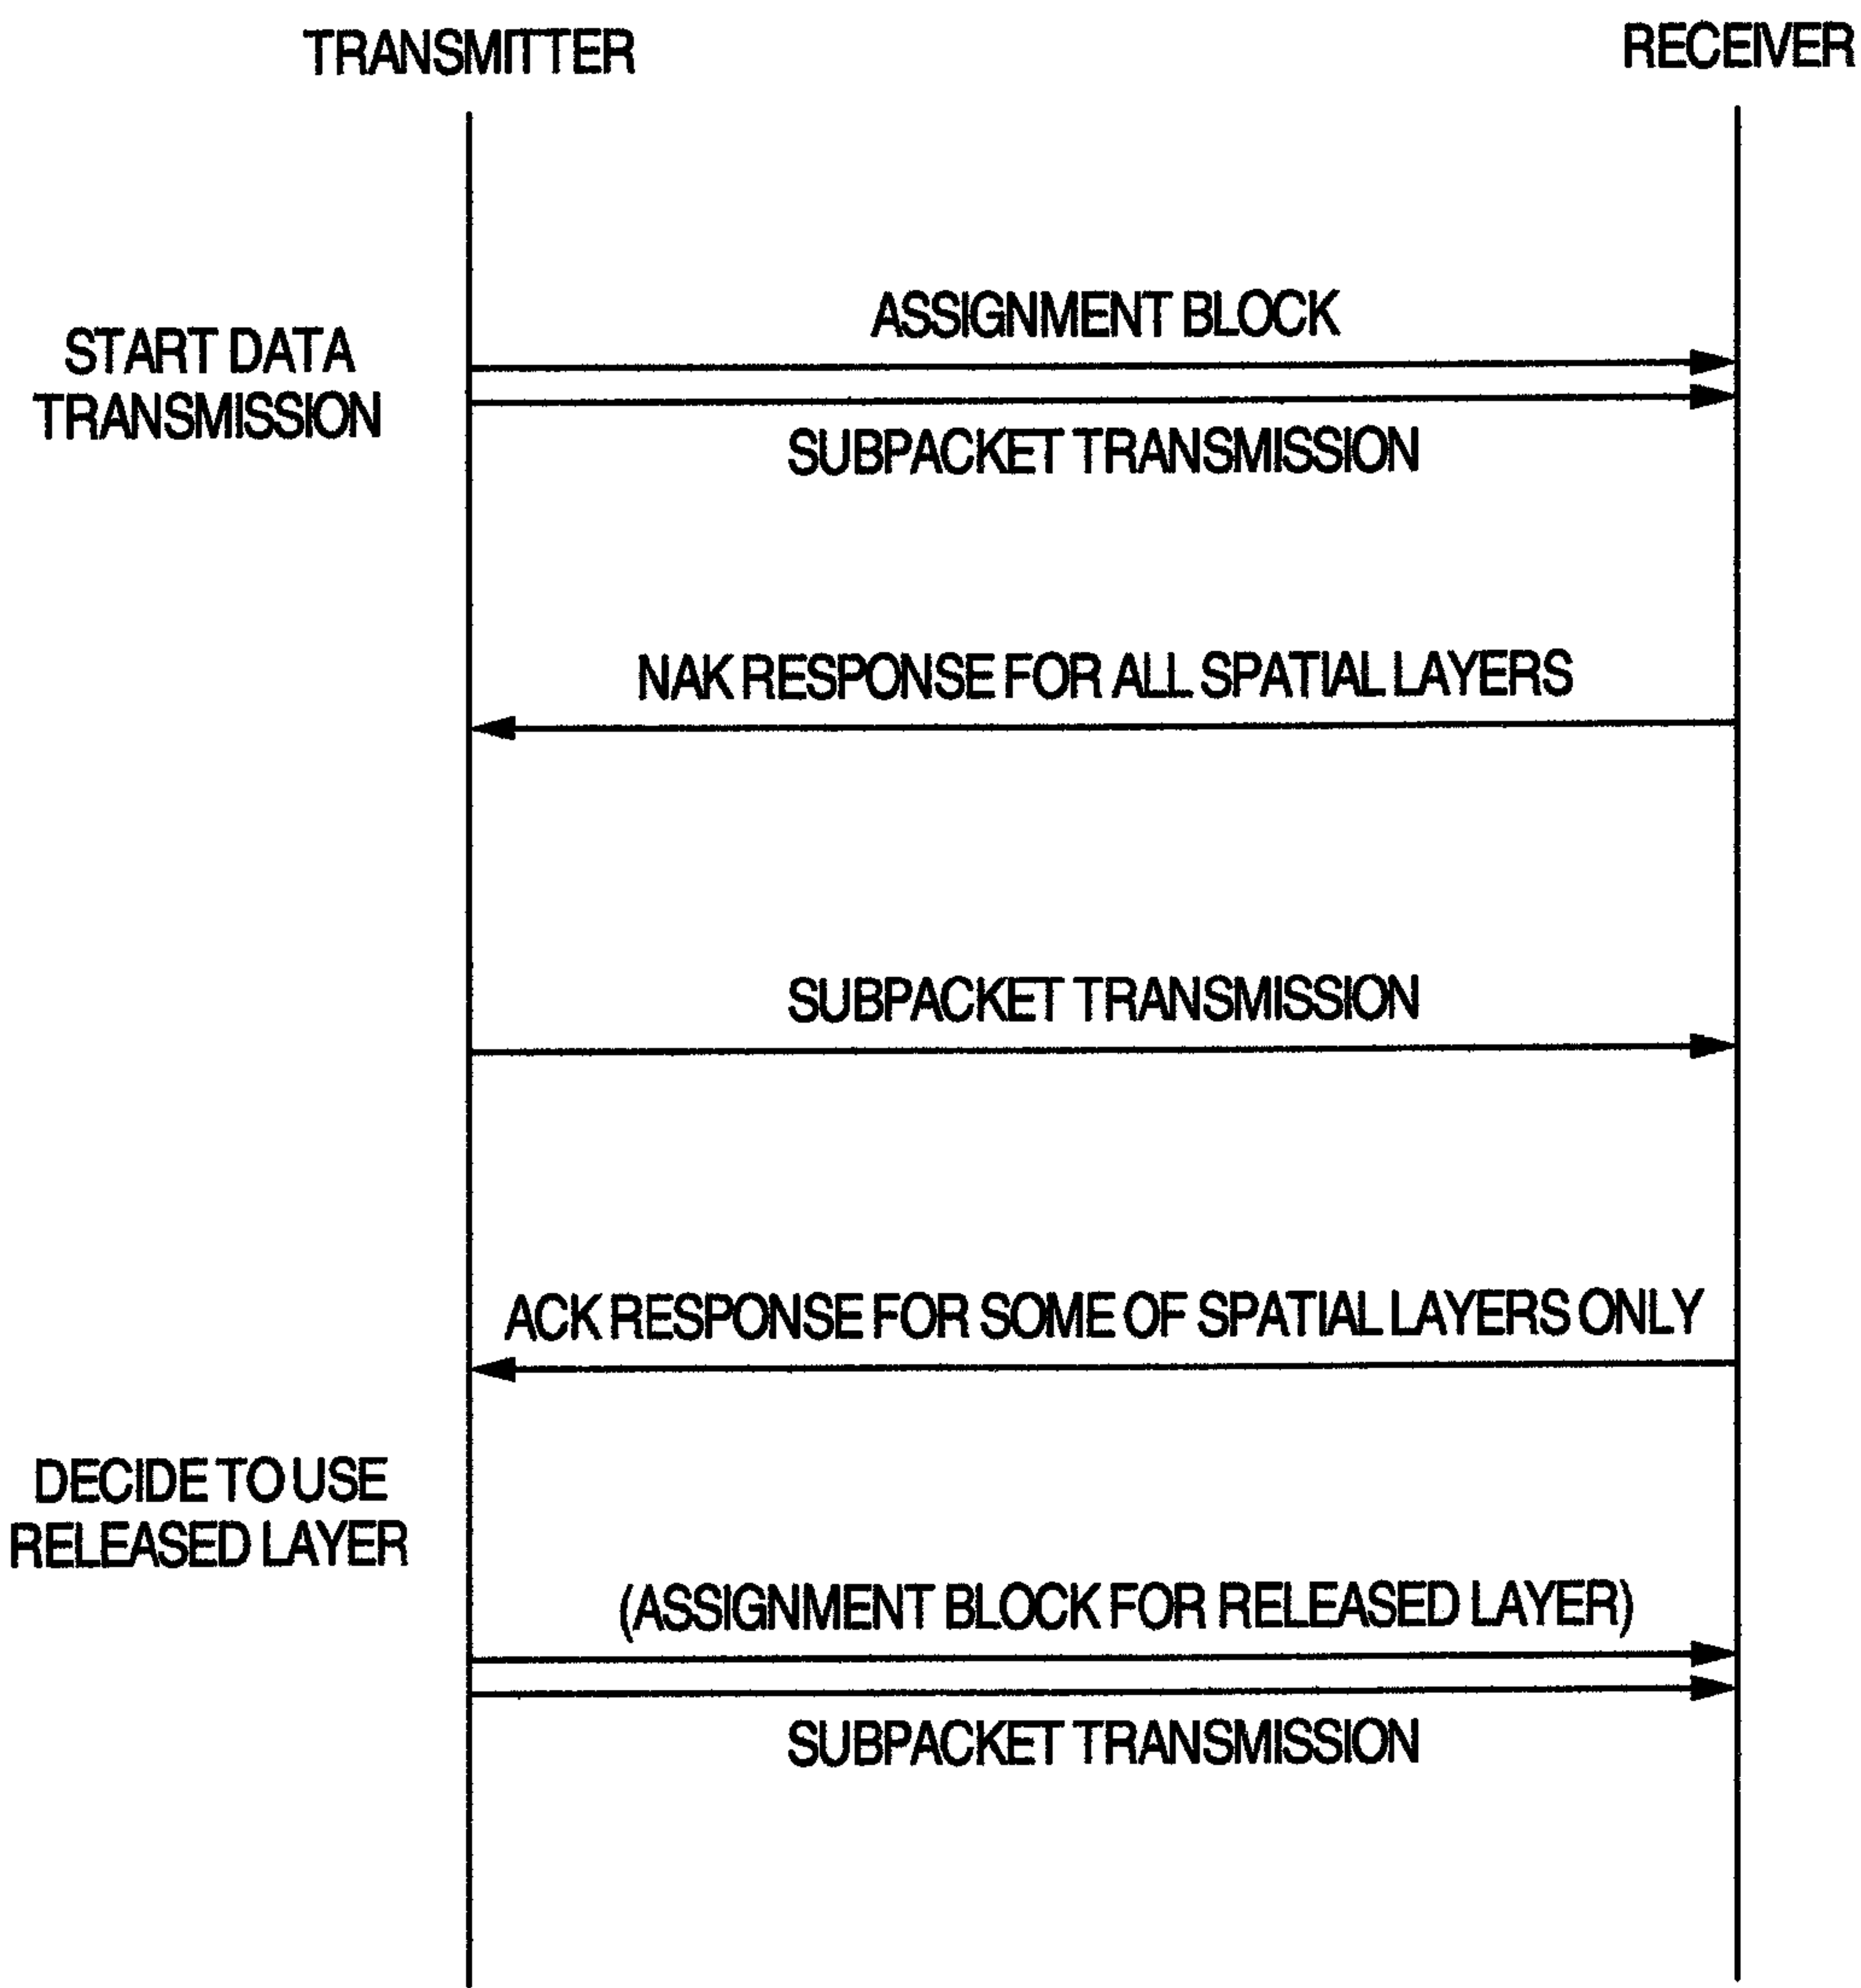 TRANSMITTER
RECEIVER
ASSIGNMENT BLOCK
START DATA
TRANSMISSION
SUBPACKET TRANSMISSION
NAK RESPONSE FOR ALL SPATIAL LAYERS
SUBPACKET TRANSMISSION
ACK RESPONSE FOR SOME OF SPATIAL LAYERS ONLY
DECIDE TO USE
RELEASED LAYER
(ASSIGNMENT BLOCK FOR RELEASED LAYER)
SUBPACKET TRANSMISSION